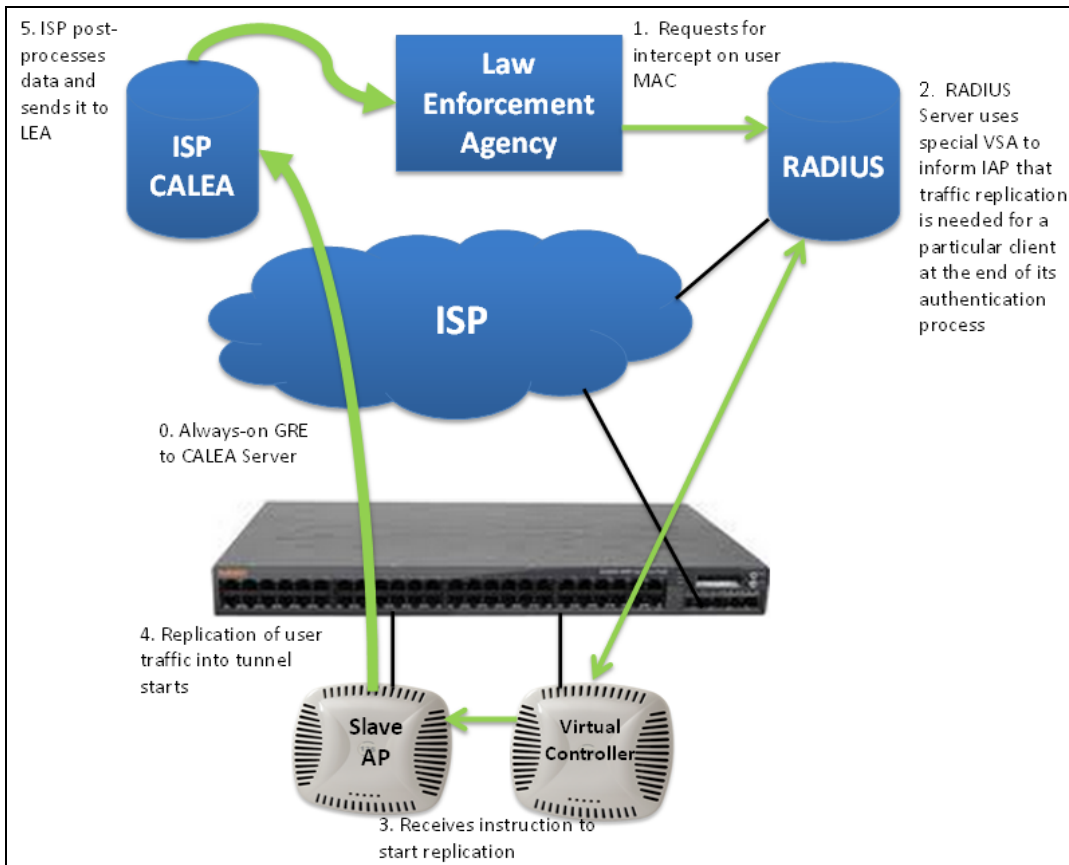 5. ISP post-
processes
data and
sends it to
LEA
ISP
CALEA
Law
Enforcement
Agency
1. Requests for
intercept on user
MAC
RADIUS
2. RADIUS
Server uses
special VSA to
inform IAP that
traffic replication
is needed for a
particular client
at the end of its
authentication
process
ISP
0. Always-on GRE
to CALEA Server
4. Replication of user
traffic into tunnel
starts
Slave
AP
Virtual
Controller
3. Receives instruction to
start replication